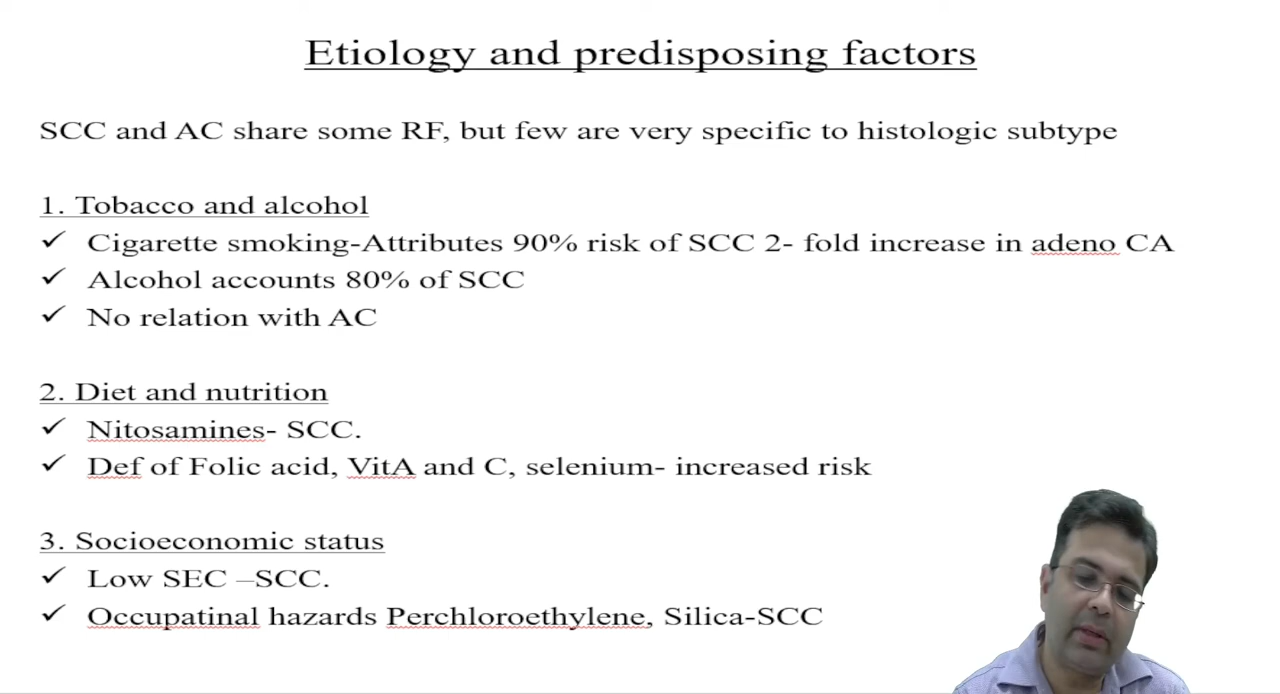 Etiology and predisposing factors
SCC and AC share some RF, but few are very specific to histologic subtype
1. Tobacco and alcohol
✓ Cigarette smoking-Attributes 90% risk of SCC 2- fold increase in adeno CA
✓ Alcohol accounts 80% of SCC
✓ No relation with AC
2. Diet and nutrition
✓ Nitosamines- SCC.
✓ Def of Folic acid, VitA and C, selenium- increased risk
3. Socioeconomic status
✓ Low SEC –SCC.
✓ Occupatinal hazards Perchloroethylene, Silica-SCC